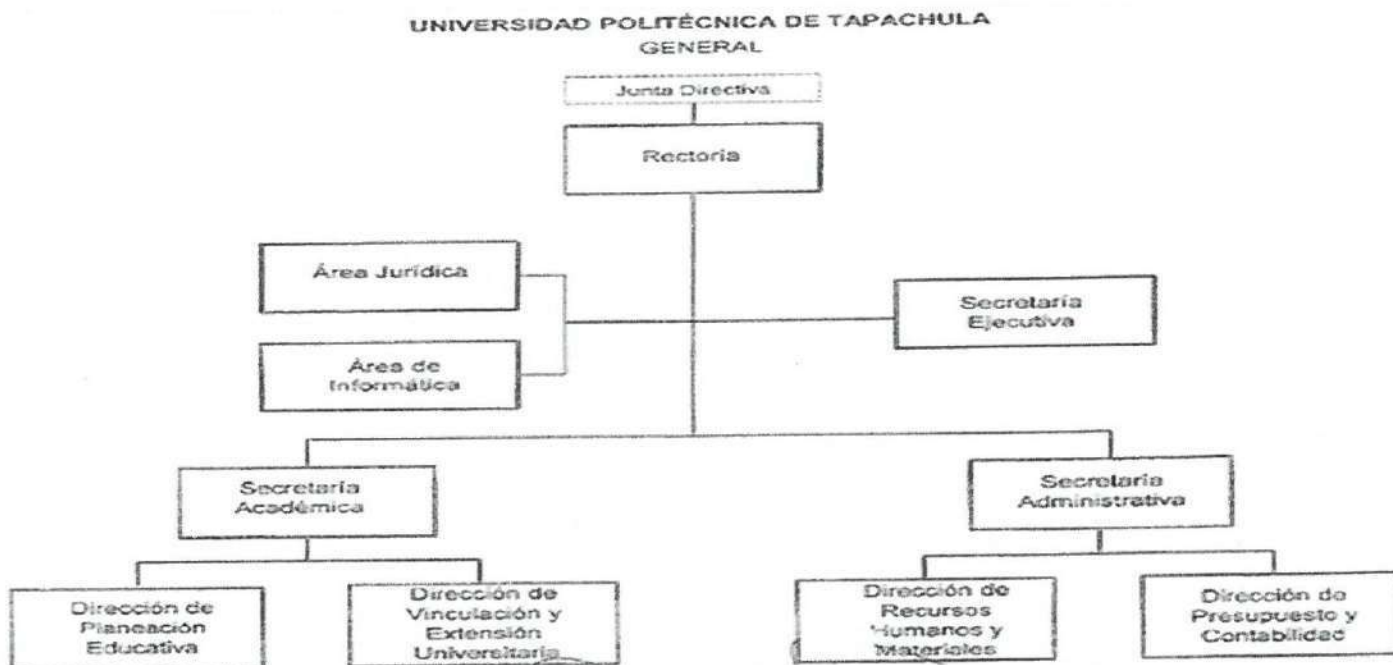 UNIVERSIDAD POLITÉCNICA DE TAPACHULA
GENERAL
Junta Directiva
Rectoría
Área Jurídica
Secretaría
Ejecutiva
Área de
Informática
Secretaría
Académica
Secretaría
Administrativa
Dirección de
Planeación
Educativa
Dirección de
Vinculación y
Extensión
Universitaria
Dirección de
Recursos
Humanos y
Materiales
Dirección de
Presupuesto y
Contabilidad